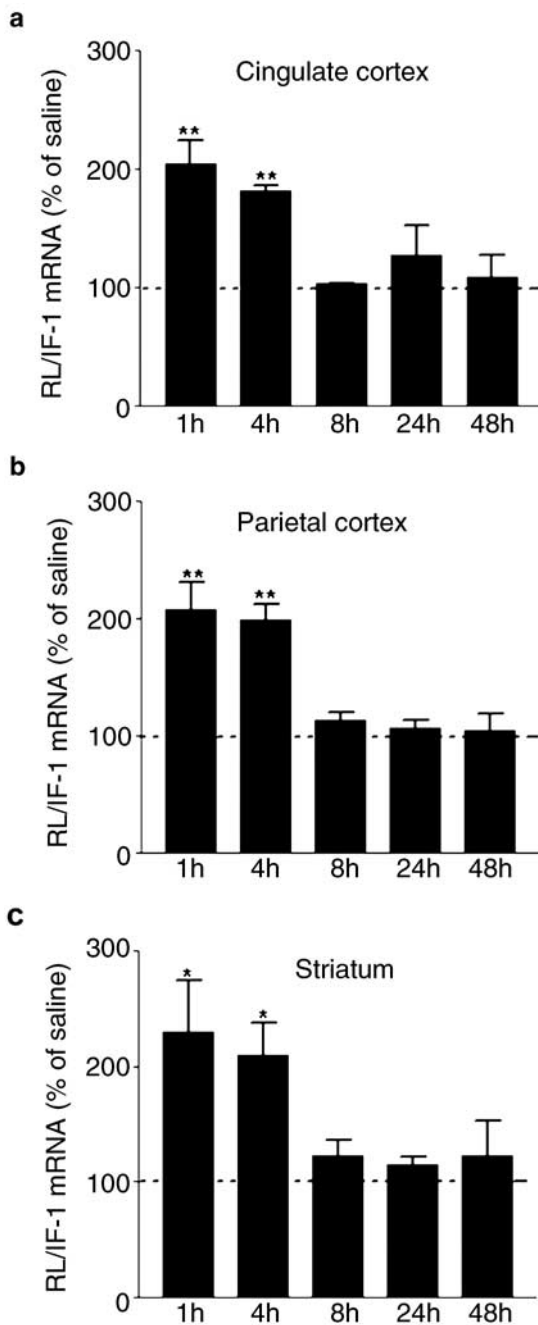 a
RL/IF-1 mRNA (% of saline)
300
200
100
0
Cingulate cortex
** **
1h 4h 8h 24h 48h
b
RL/IF-1 mRNA (% of saline)
300
200
100
0
Parietal cortex
** **
1h 4h 8h 24h 48h
c
RL/IF-1 mRNA (% of saline)
300
200
100
0
Striatum
* *
1h 4h 8h 24h 48h